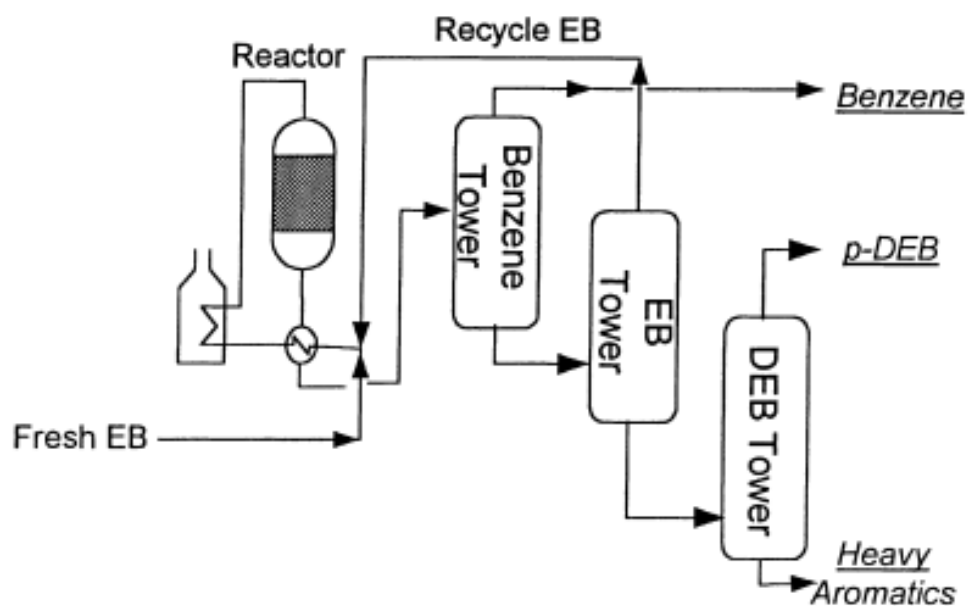 Recycle EB
Reactor
Benzene
Benzene
Tower
p-DEB
EB
Tower
DEB Tower
Fresh EB
Heavy
Aromatics